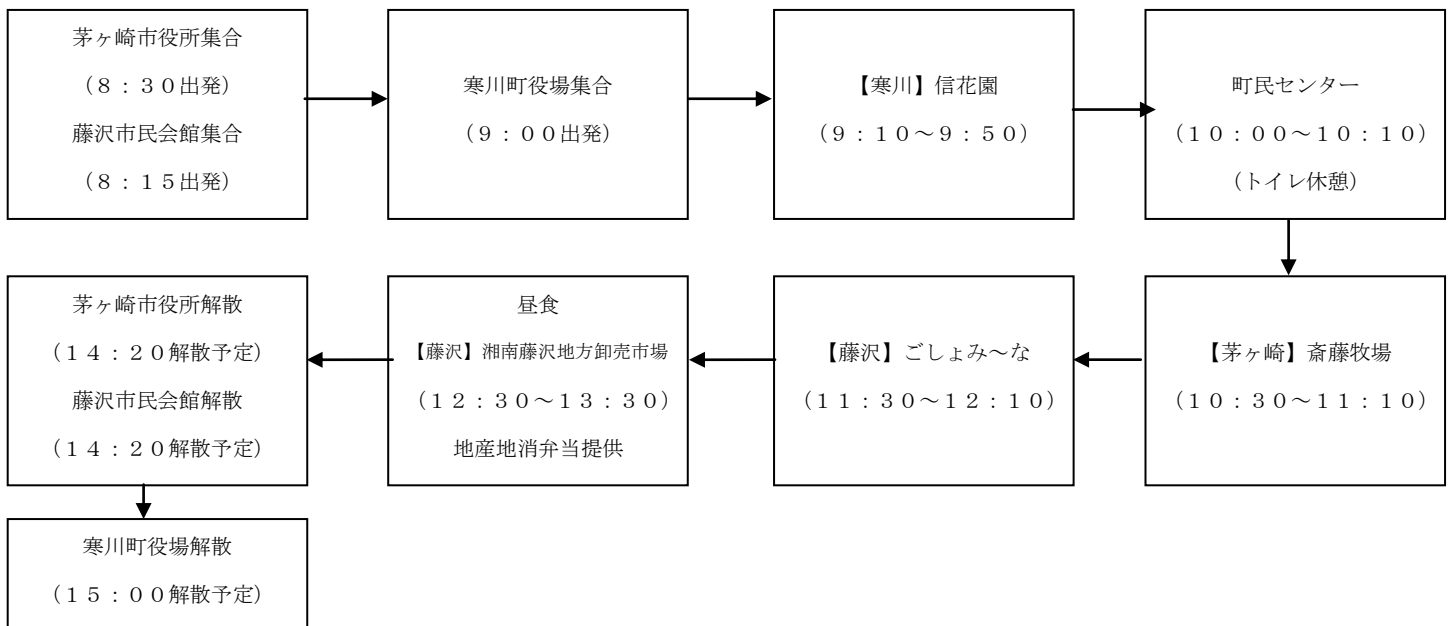 茅ヶ崎市役所集合
（８：３０出発）
藤沢市民会館集合
（８：１５出発）
寒川町役場集合
（９：００出発）
【寒川】信花園
（９：１０～９：５０）
町民センター
（１０：００～１０：１０）
（トイレ休憩）
【茅ヶ崎】斎藤牧場
（１０：３０～１１：１０）
【藤沢】ごしょみ～な
（１１：３０～１２：１０）
昼食
【藤沢】湘南藤沢地方卸売市場
（１２：３０～１３：３０）
地産地消弁当提供
茅ヶ崎市役所解散
（１４：２０解散予定）
藤沢市民会館解散
（１４：２０解散予定）
寒川町役場解散
（１５：００解散予定）